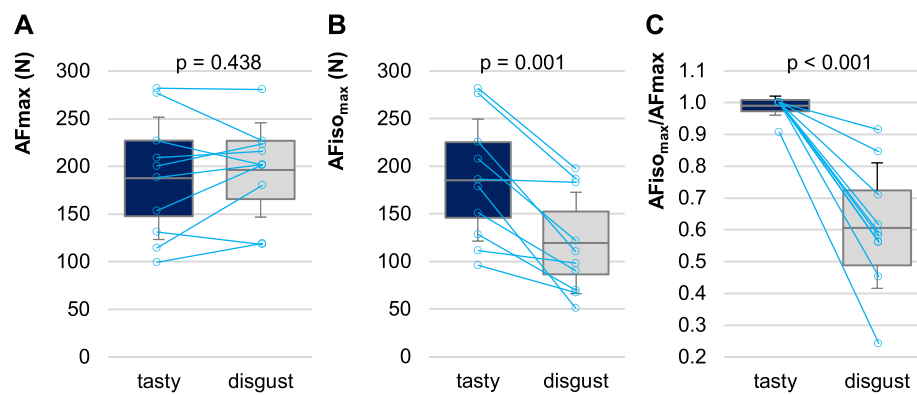 A
B
C
AFmax (N)
p = 0.438
300
250
200
150
100
50
0
tasty disgust
AFisomax (N)
p = 0.001
300
250
200
150
100
50
0
tasty disgust
AFisomax/AFmax
p < 0.001
1.1
1.0
0.9
0.8
0.7
0.6
0.5
0.4
0.3
0.2
tasty disgust